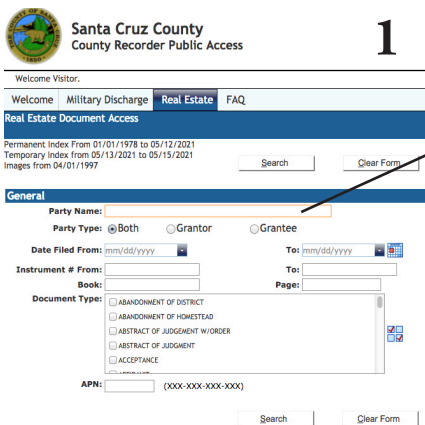 Santa Cruz County
County Recorder Public Access
1
Welcome Visitor.
Welcome Military Discharge Real Estate FAQ
Real Estate Document Access
Permanent Index From 01/01/1978 to 05/12/2021
Temporary Index from 05/13/2021 to 05/15/2021
Images from 04/01/1997
Search Clear Form
General
Party Name:
Party Type: Both Grantor Grantee
Date Filed From: mm/dd/yyyy To: mm/dd/yyyy
Instrument # From: To:
Book: Page:
Document Type: ABANDONMENT OF DISTRICT
ABANDONMENT OF HOMESTEAD
ABSTRACT OF JUDGEMENT W/ORDER
ABSTRACT OF JUDGMENT
ACCEPTANCE
APN: (XXX-XXX-XXX-XXX)
Search Clear Form